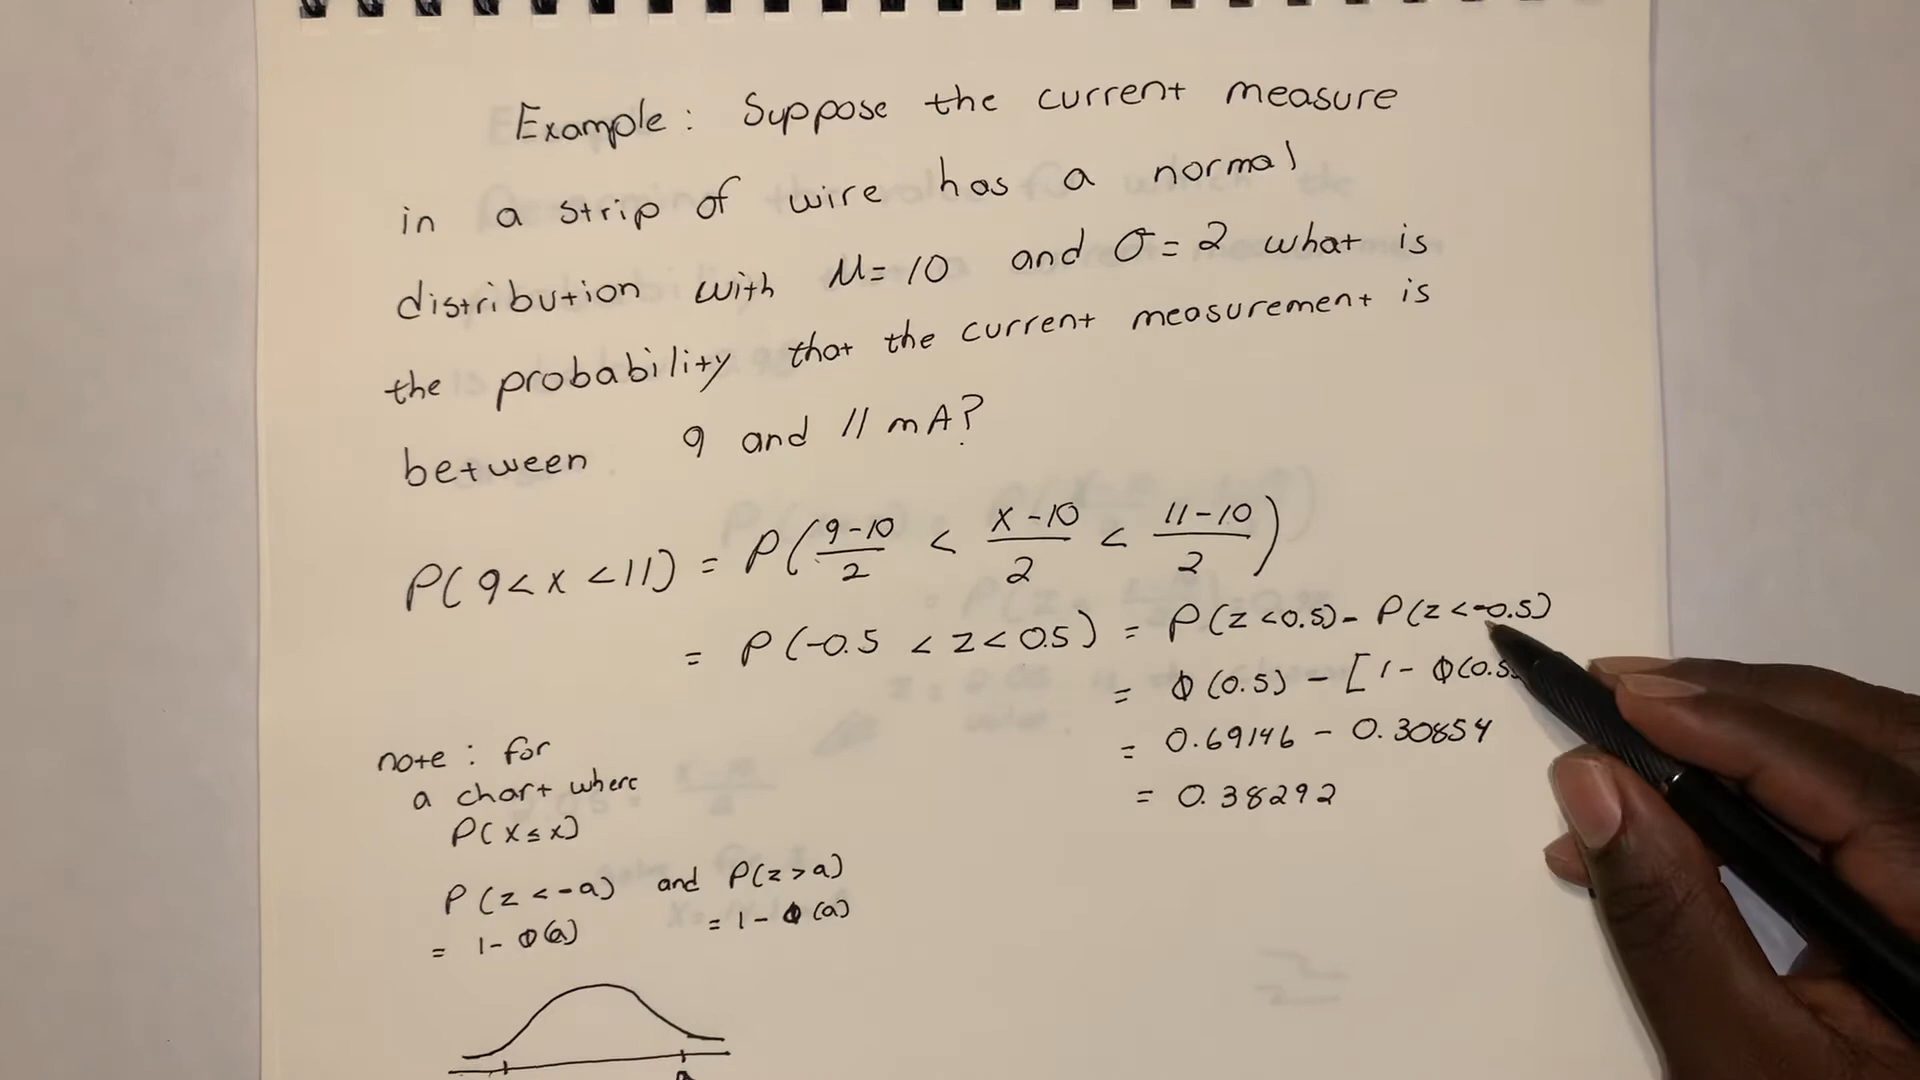 Example: Suppose the current measure
in a strip of wire has a normal
distribution with M=10 and σ=2 what is
the probability that the current measurement is
between 9 and 11 mA?
P(9<x<11) = P(9-10/2 < x-10/2 < 11-10/2)
= P(-0.5 < z < 0.5) = P(z<0.5) - P(z<-0.5)
= Φ(0.5) - [1 - Φ(0.5
= 0.69146 - 0.30854
= 0.38292
note: for
a chart where
P(X≤x)
P(z<-a) and P(z>a)
= 1-Φ(a) = 1-Φ(a)